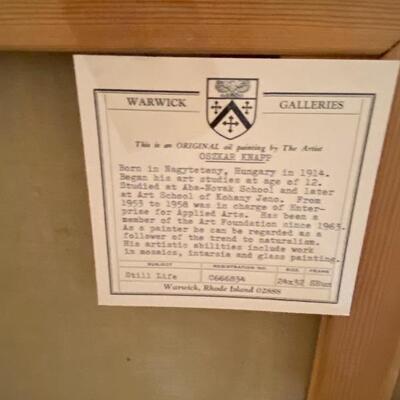 WARWICK GALLERIES
This is an ORIGINAL oil painting by The Artist
OSZKAR KNAPP
Born in Nagyteteny, Hungary in 1914.
Began his art studies at age of 12.
Studied at Aba-Novak School and later
at Art School of Kohany Jeno. From
1953 to 1958 was in charge of Enter-
prise for Applied Arts. Has been a
member of the Art Foundation since 1963.
As a painter he can be regarded as a
follower of the trend to naturalism.
His artistic abilities include work
in mosaics, intarsia and glass painting.
SUBJECT REGISTRATION NO. SIZE FRAME
Still Life 0666834 24x32
Warwick, Rhode Island 02888